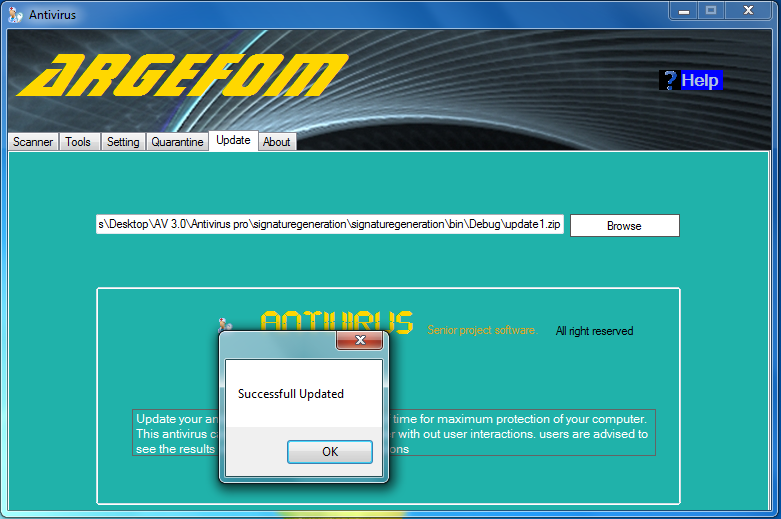 Antivirus
ARGEFOM
? Help
Scanner Tools Setting Quarantine Update About
s\Desktop\AV 3.0\Antivirus pro\signaturegeneration\signaturegeneration\bin\Debug\update1.zip
Browse
ANTIVIRUS Senior project software. All right reserved
Successfull Updated
OK
Update your an time for maximum protection of your computer.
This antivirus ca r with out user interactions. users are advised to
see the results ons